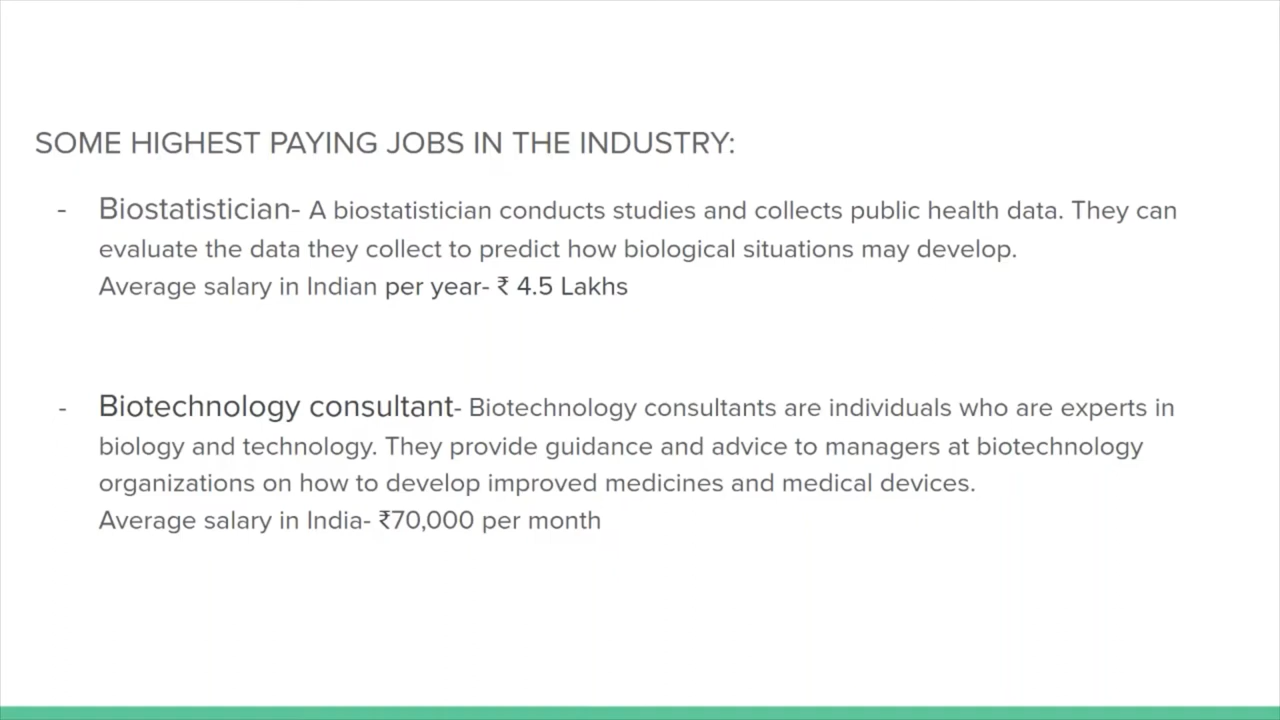 SOME HIGHEST PAYING JOBS IN THE INDUSTRY:
- Biostatistician- A biostatistician conducts studies and collects public health data. They can
evaluate the data they collect to predict how biological situations may develop.
Average salary in Indian per year- ₹ 4.5 Lakhs
- Biotechnology consultant- Biotechnology consultants are individuals who are experts in
biology and technology. They provide guidance and advice to managers at biotechnology
organizations on how to develop improved medicines and medical devices.
Average salary in India- ₹70,000 per month